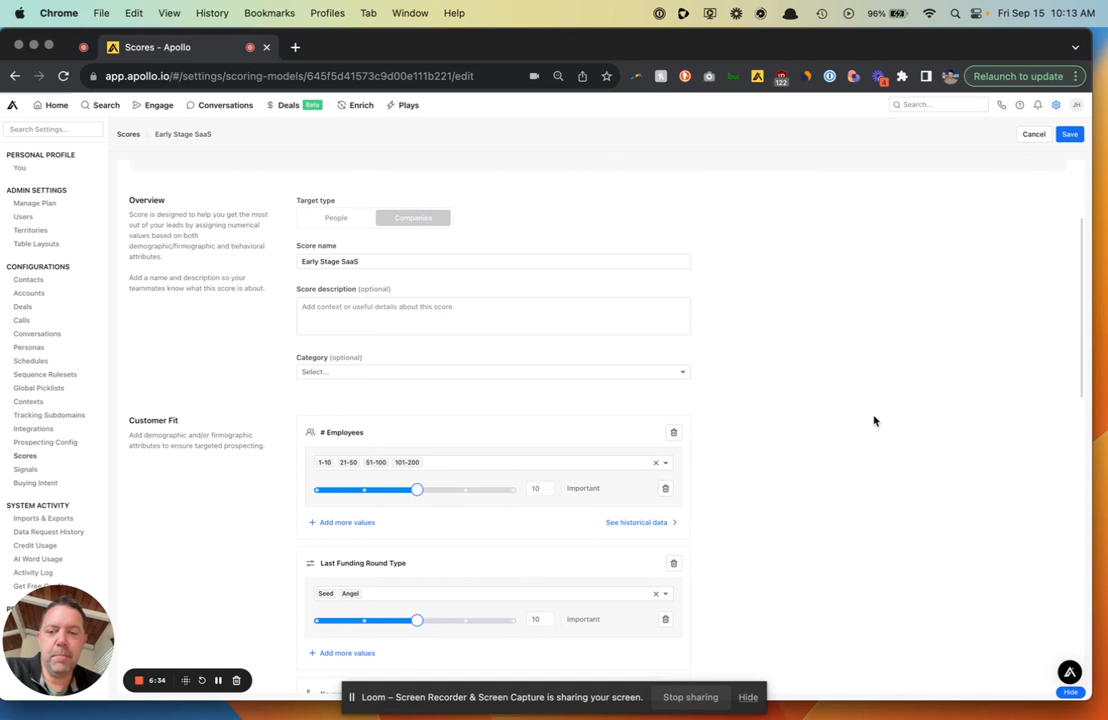 Chrome File Edit View History Bookmarks Profiles Tab Window Help 96% Fri Sep 15 10:13 AM
Scores - Apollo
app.apollo.io/#/settings/scoring-models/645f5d41573c9d00e111b221/edit 122 4 Relaunch to update
Home Search Engage Conversations Deals Beta Enrich Plays Search... JH
Search Settings... Scores Early Stage SaaS Cancel Save
PERSONAL PROFILE
You
ADMIN SETTINGS
Manage Plan
Users
Territories
Table Layouts
CONFIGURATIONS
Contacts
Accounts
Deals
Calls
Conversations
Personas
Schedules
Sequence Rulesets
Global Picklists
Contexts
Tracking Subdomains
Integrations
Prospecting Config
Scores
Signals
Buying Intent
SYSTEM ACTIVITY
Imports & Exports
Data Request History
Credit Usage
AI Word Usage
Activity Log
Overview
Score is designed to help you get the most
out of your leads by assigning numerical
values based on both
demographic/firmographic and behavioral
attributes.
Add a name and description so your
teammates know what this score is about.
Target type
People Companies
Score name
Early Stage SaaS
Score description (optional)
Add context or useful details about this score
Category (optional)
Select...
Customer Fit
Add demographic and/or firmographic
attributes to ensure targeted prospecting.
# Employees
1-10 21-50 51-100 101-200
10 Important
+ Add more values See historical data >
Last Funding Round Type
Seed Angel
10 Important
+ Add more values
6:34
Loom – Screen Recorder & Screen Capture is sharing your screen. Stop sharing Hide
Hide